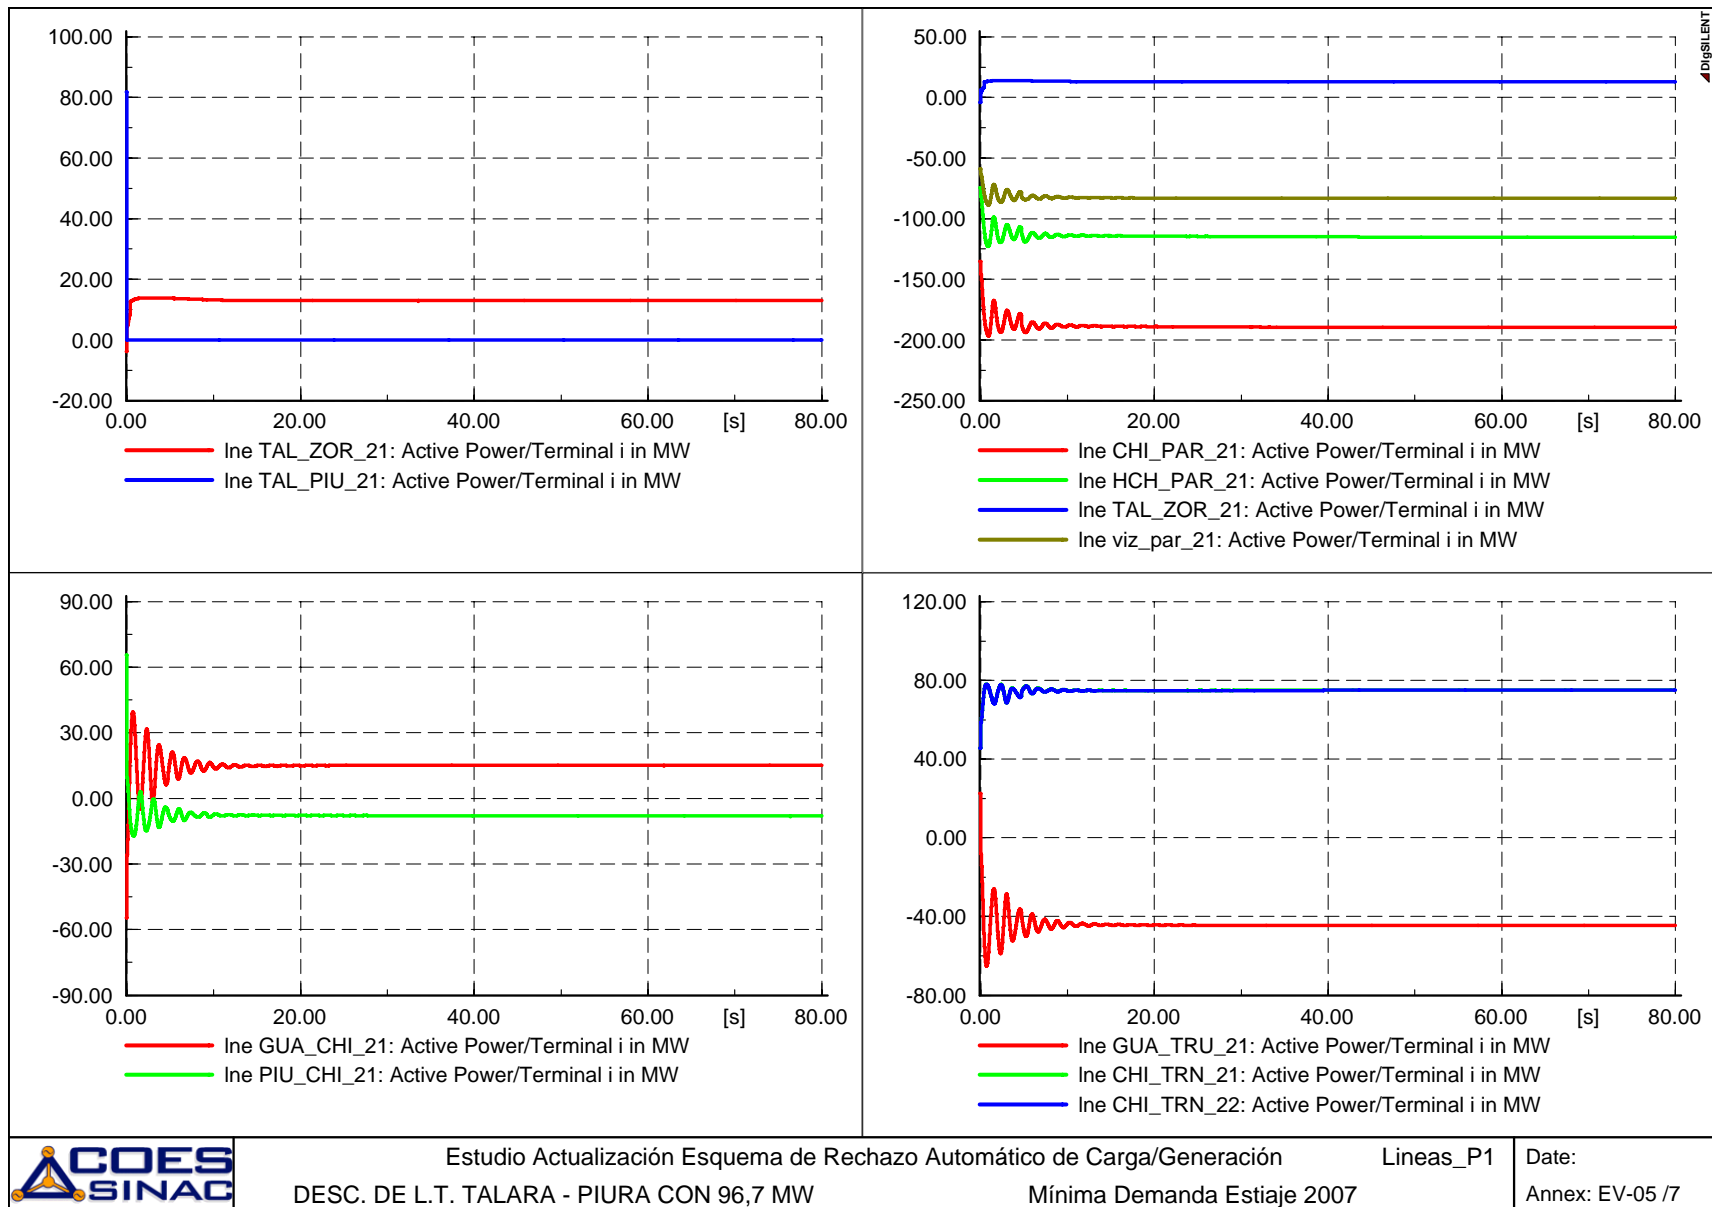 DIgSILENT
100.00
80.00
60.00
40.00
20.00
0.00
-20.00
0.00 20.00 40.00 60.00 [s] 80.00
lne TAL_ZOR_21: Active Power/Terminal i in MW
lne TAL_PIU_21: Active Power/Terminal i in MW
50.00
0.00
-50.00
-100.00
-150.00
-200.00
-250.00
0.00 20.00 40.00 60.00 [s] 80.00
lne CHI_PAR_21: Active Power/Terminal i in MW
lne HCH_PAR_21: Active Power/Terminal i in MW
lne TAL_ZOR_21: Active Power/Terminal i in MW
lne viz_par_21: Active Power/Terminal i in MW
90.00
60.00
30.00
0.00
-30.00
-60.00
-90.00
0.00 20.00 40.00 60.00 [s] 80.00
lne GUA_CHI_21: Active Power/Terminal i in MW
lne PIU_CHI_21: Active Power/Terminal i in MW
120.00
80.00
40.00
0.00
-40.00
-80.00
0.00 20.00 40.00 60.00 [s] 80.00
lne GUA_TRU_21: Active Power/Terminal i in MW
lne CHI_TRN_21: Active Power/Terminal i in MW
lne CHI_TRN_22: Active Power/Terminal i in MW
COES
SINAC
Estudio Actualización Esquema de Rechazo Automático de Carga/Generación Lineas_P1
DESC. DE L.T. TALARA - PIURA CON 96,7 MW Mínima Demanda Estiaje 2007
Date:
Annex: EV-05 /7